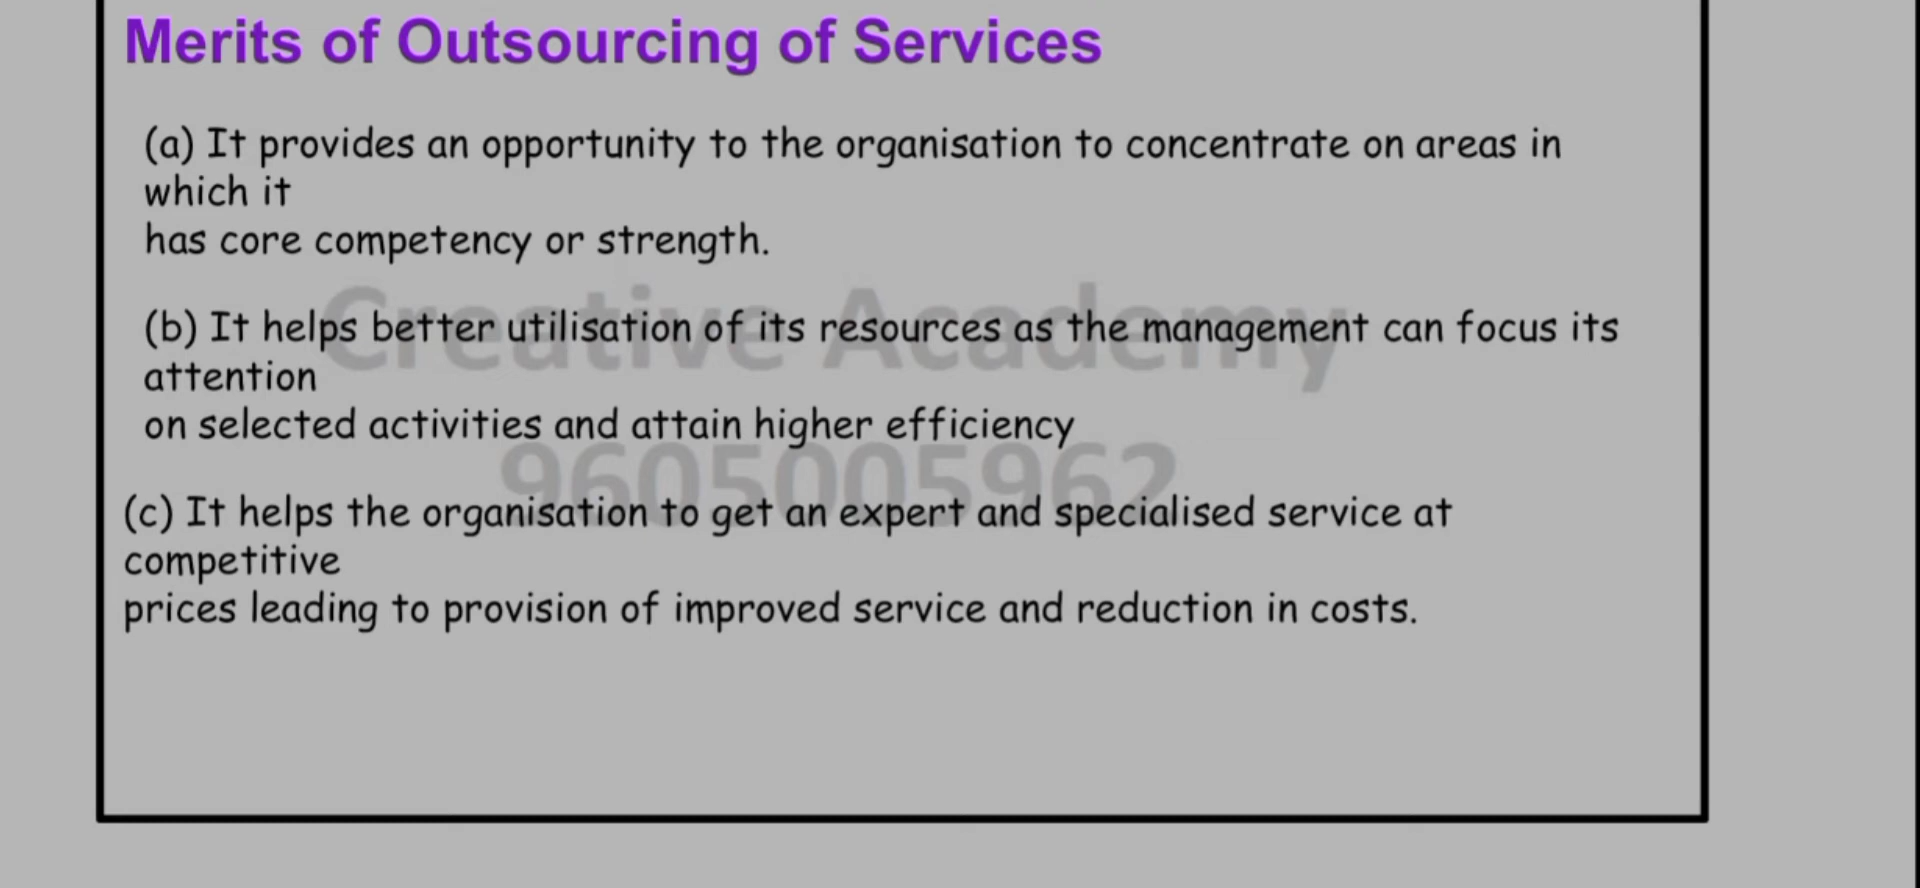 Merits of Outsourcing of Services
(a) It provides an opportunity to the organisation to concentrate on areas in
which it
has core competency or strength.
Creative Academy
(b) It helps better utilisation of its resources as the management can focus its
attention
on selected activities and attain higher efficiency
9605005962
(c) It helps the organisation to get an expert and specialised service at
competitive
prices leading to provision of improved service and reduction in costs.